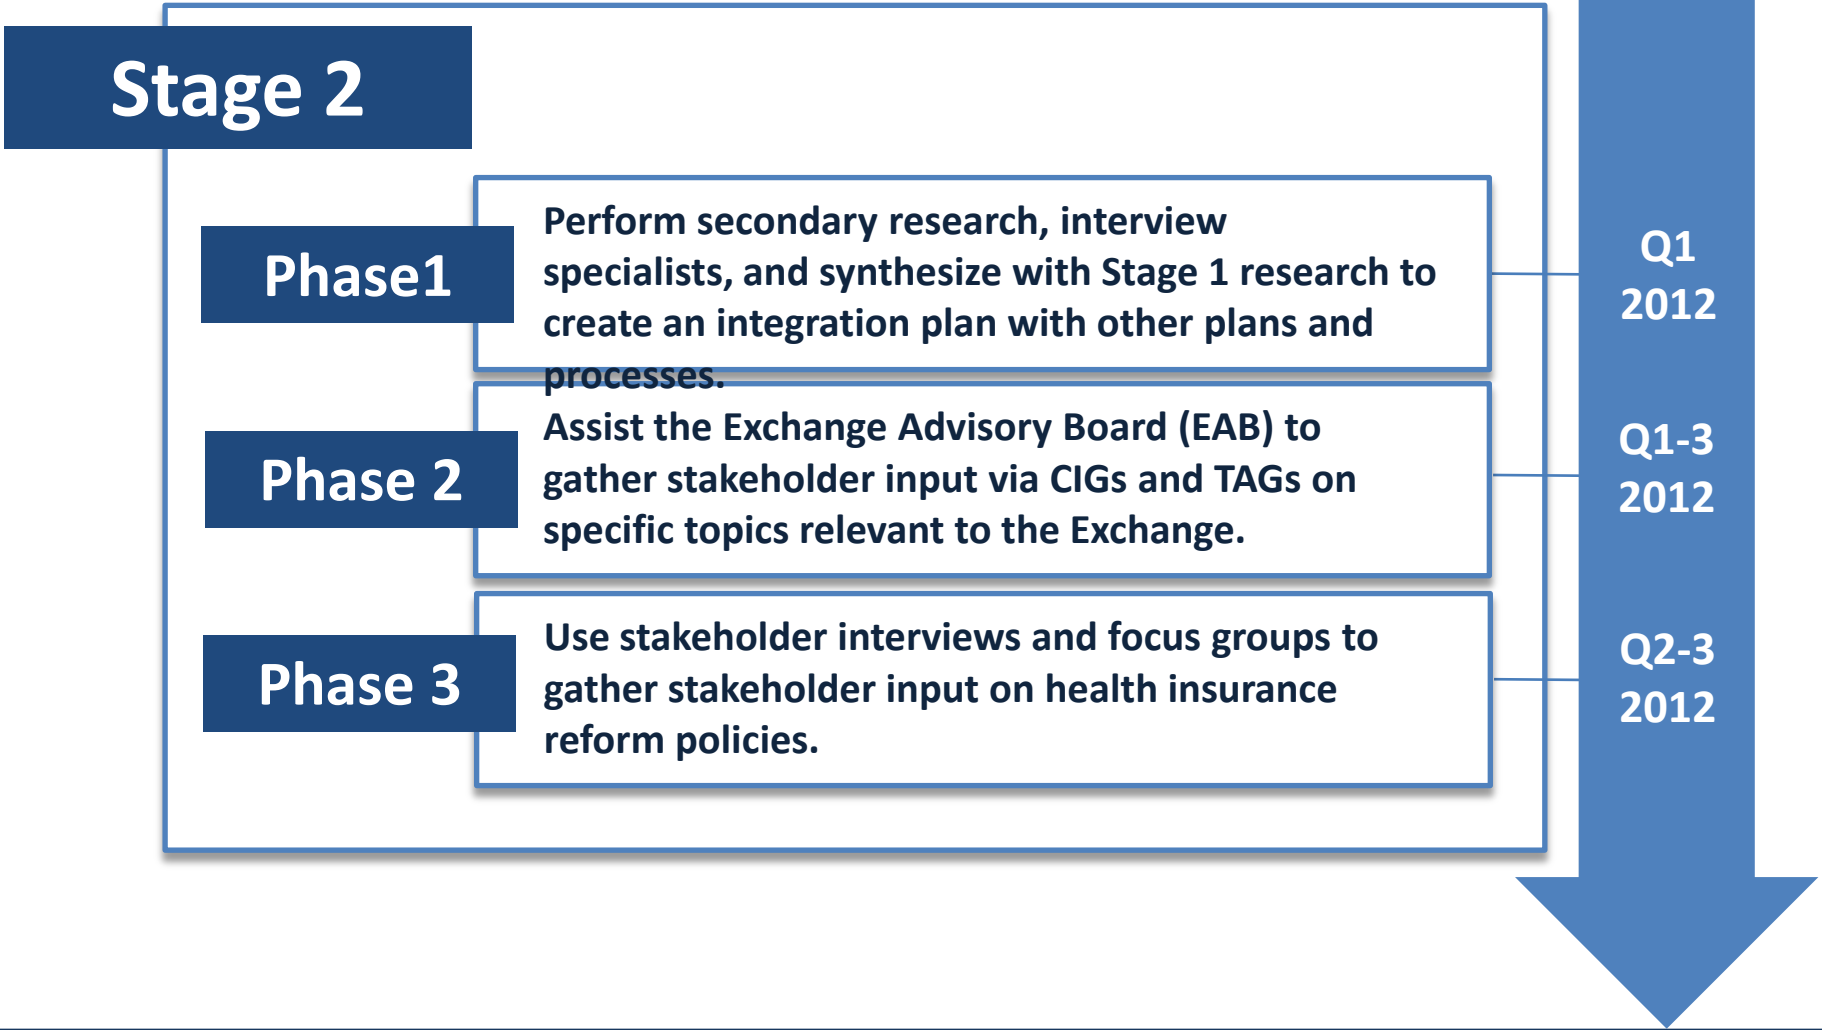 Stage 2
Phase1
Perform secondary research, interview
specialists, and synthesize with Stage 1 research to
create an integration plan with other plans and
processes.
Q1
2012
Phase 2
Assist the Exchange Advisory Board (EAB) to
gather stakeholder input via CIGs and TAGs on
specific topics relevant to the Exchange.
Q1-3
2012
Phase 3
Use stakeholder interviews and focus groups to
gather stakeholder input on health insurance
reform policies.
Q2-3
2012